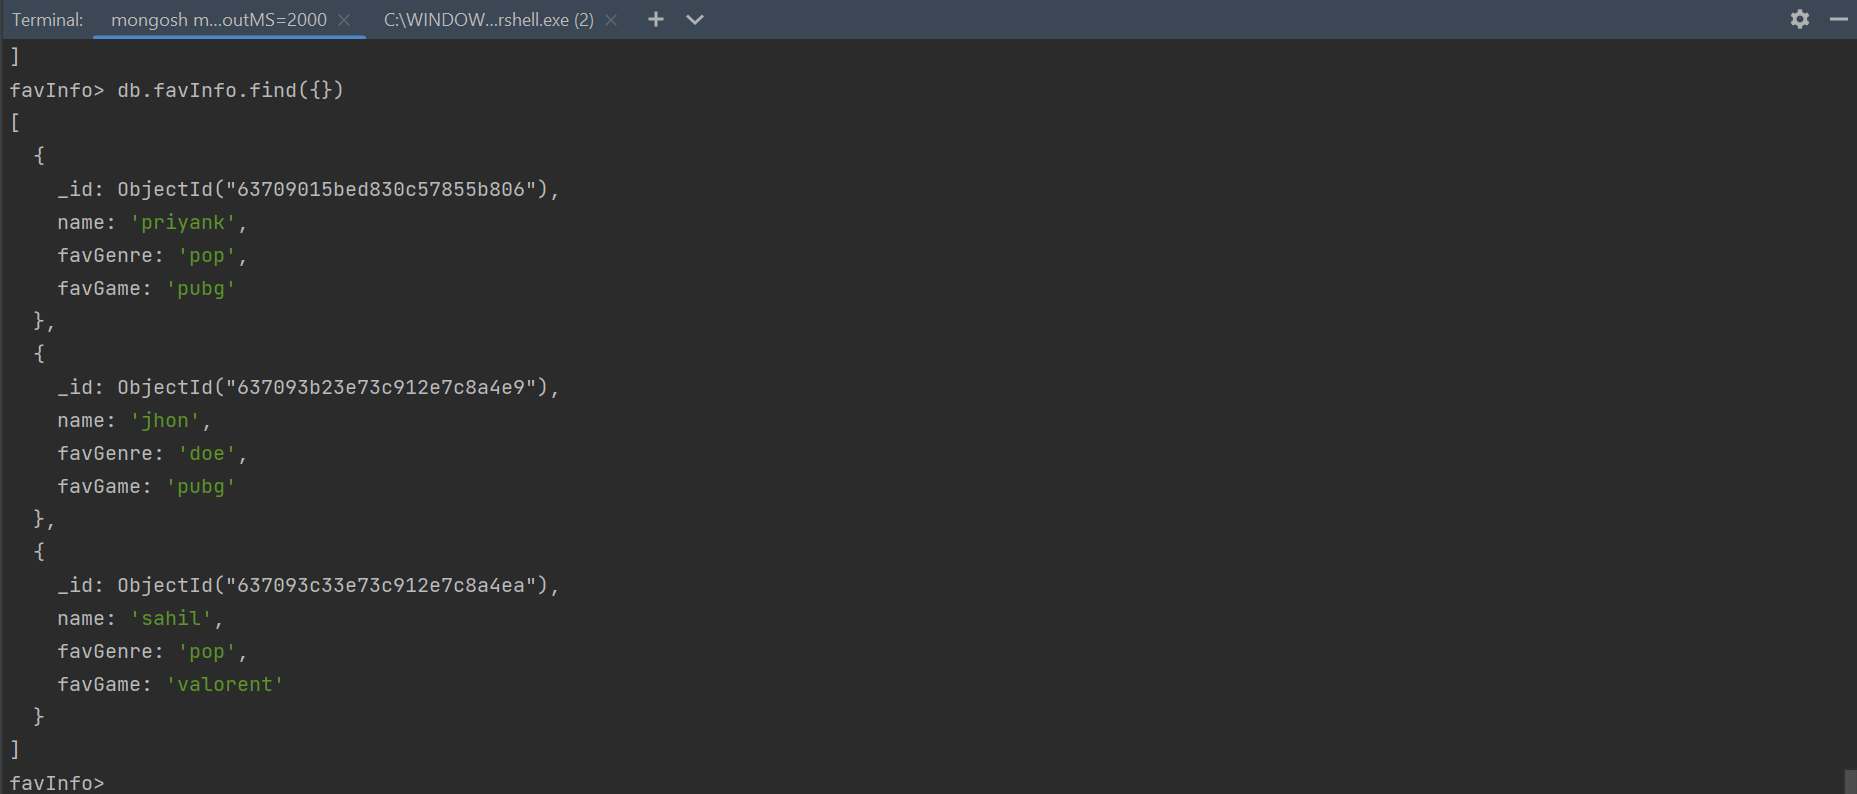 Terminal: mongosh m...outMS=2000 × C:\WINDOW...rshell.exe (2) × +
]
favInfo> db.favInfo.find({})
[
  {
    _id: ObjectId("63709015bed830c57855b806"),
    name: 'priyank',
    favGenre: 'pop',
    favGame: 'pubg'
  },
  {
    _id: ObjectId("637093b23e73c912e7c8a4e9"),
    name: 'jhon',
    favGenre: 'doe',
    favGame: 'pubg'
  },
  {
    _id: ObjectId("637093c33e73c912e7c8a4ea"),
    name: 'sahil',
    favGenre: 'pop',
    favGame: 'valorent'
  }
]
favInfo>